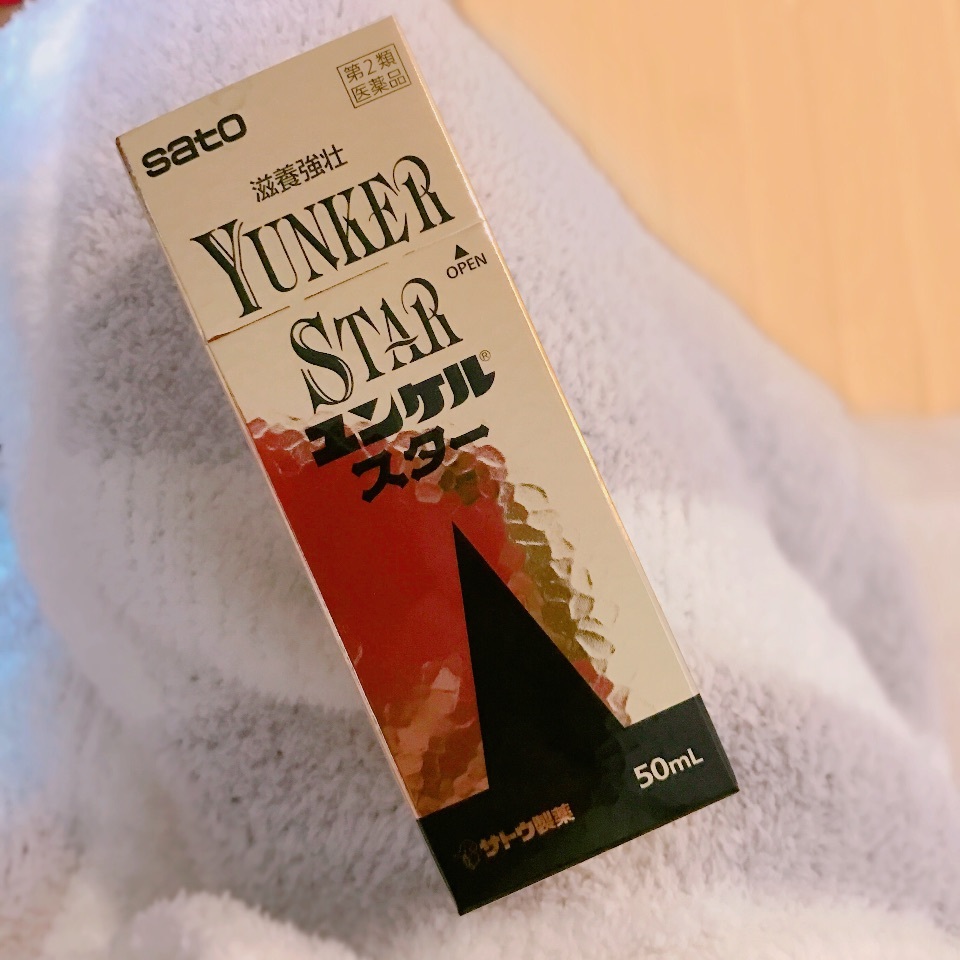 第2類
医薬品
sato
滋養強壮
YUNKER
OPEN
STAR
ユンケル®
スター
50mL
サトウ製薬